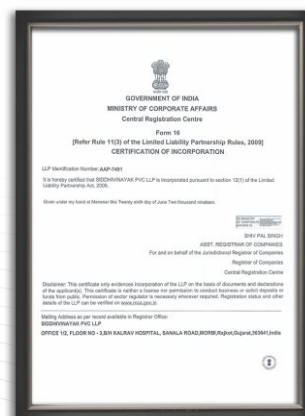 GOVERNMENT OF INDIA
MINISTRY OF CORPORATE AFFAIRS
Central Registration Centre
Form 16
[Refer Rule 11(3) of the Limited Liability Partnership Rules, 2009]
CERTIFICATION OF INCORPORATION
LLP Identification Number: AAP-7491
It is hereby certified that SIDDHIVINAYAK PVC LLP is incorporated pursuant to section 12(1) of the Limited
Liability Partnership Act, 2008.
Given under my hand at Manesar this Twenty sixth day of June Two thousand nineteen.
SHIV PAL SINGH
ASST. REGISTRAR OF COMPANIES
For and on behalf of the Jurisdictional Registrar of Companies
Registrar of Companies
Central Registration Centre
Disclaimer: This certificate only evidences incorporation of the LLP on the basis of documents and declarations
of the applicant(s). This certificate is neither a license nor permission to conduct business or solicit deposits or
funds from public. Permission of sector regulator is necessary wherever required. Registration status and other
details of the LLP can be verified on www.mca.gov.in
Mailing Address as per record available in Registrar Office:
SIDDHIVINAYAK PVC LLP
OFFICE 1/2, FLOOR NO - 3,B/H KALRAV HOSPITAL, SANALA ROAD,MORBI,Rajkot,Gujarat,363641,India